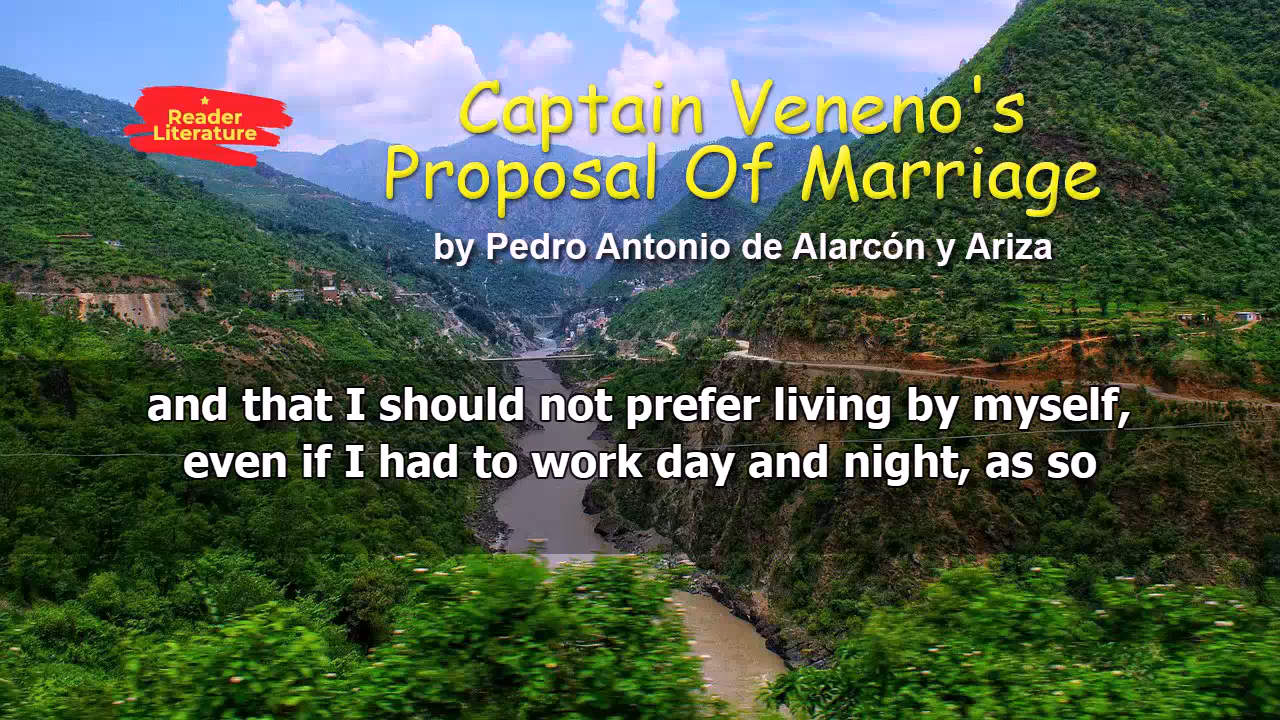 Reader
Literature
Captain Veneno's
Proposal Of Marriage
by Pedro Antonio de Alarcón y Ariza
and that I should not prefer living by myself,
even if I had to work day and night, as so